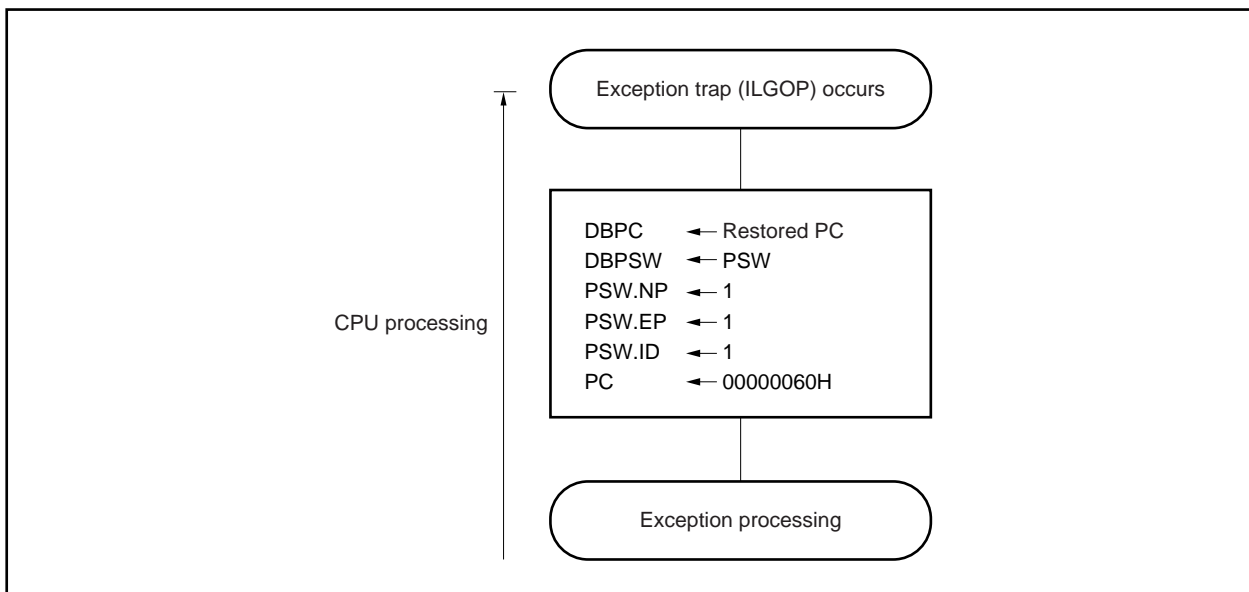 Exception trap (ILGOP) occurs
CPU processing
DBPC ← Restored PC
DBPSW ← PSW
PSW.NP ← 1
PSW.EP ← 1
PSW.ID ← 1
PC ← 00000060H
Exception processing